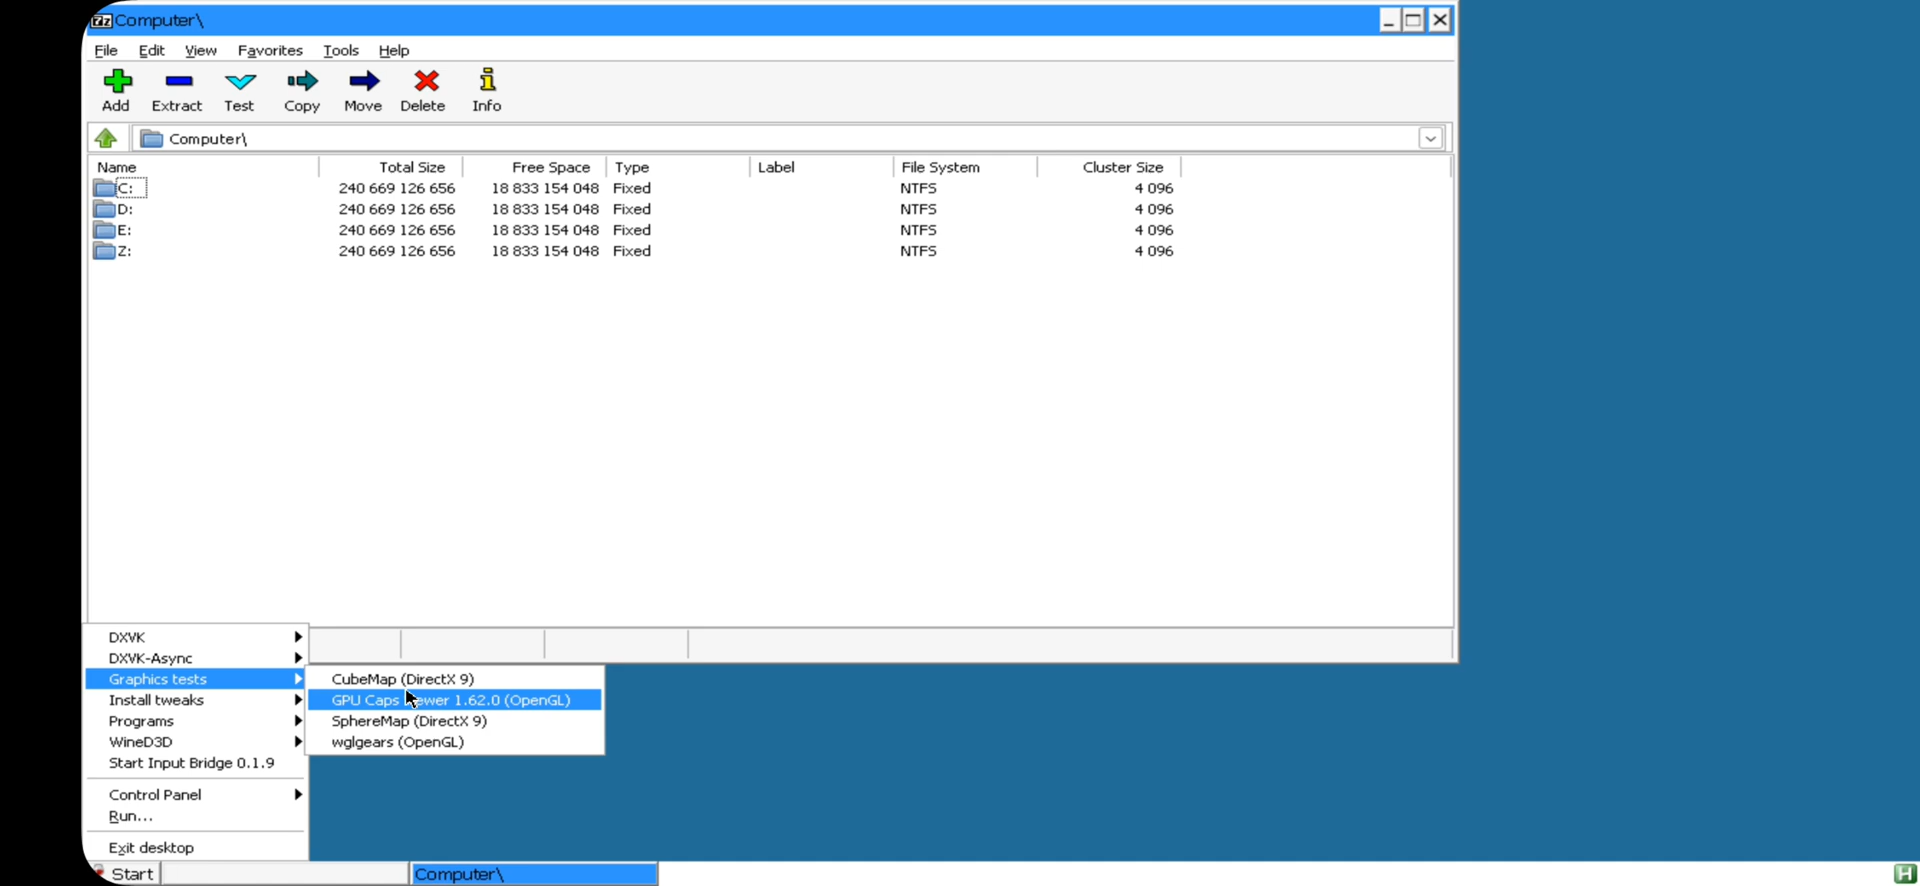 7z Computer\
File Edit View Favorites Tools Help
Add Extract Test Copy Move Delete Info
Computer\
Name Total Size Free Space Type Label File System Cluster Size
C: 240 669 126 656 18 833 154 048 Fixed NTFS 4 096
D: 240 669 126 656 18 833 154 048 Fixed NTFS 4 096
E: 240 669 126 656 18 833 154 048 Fixed NTFS 4 096
Z: 240 669 126 656 18 833 154 048 Fixed NTFS 4 096
DXVK
DXVK-Async
Graphics tests
Install tweaks
Programs
WineD3D
Start Input Bridge 0.1.9
Control Panel
Run...
Exit desktop
CubeMap (DirectX 9)
GPU Caps ewer 1.62.0 (OpenGL)
SphereMap (DirectX 9)
wglgears (OpenGL)
Start Computer\ H